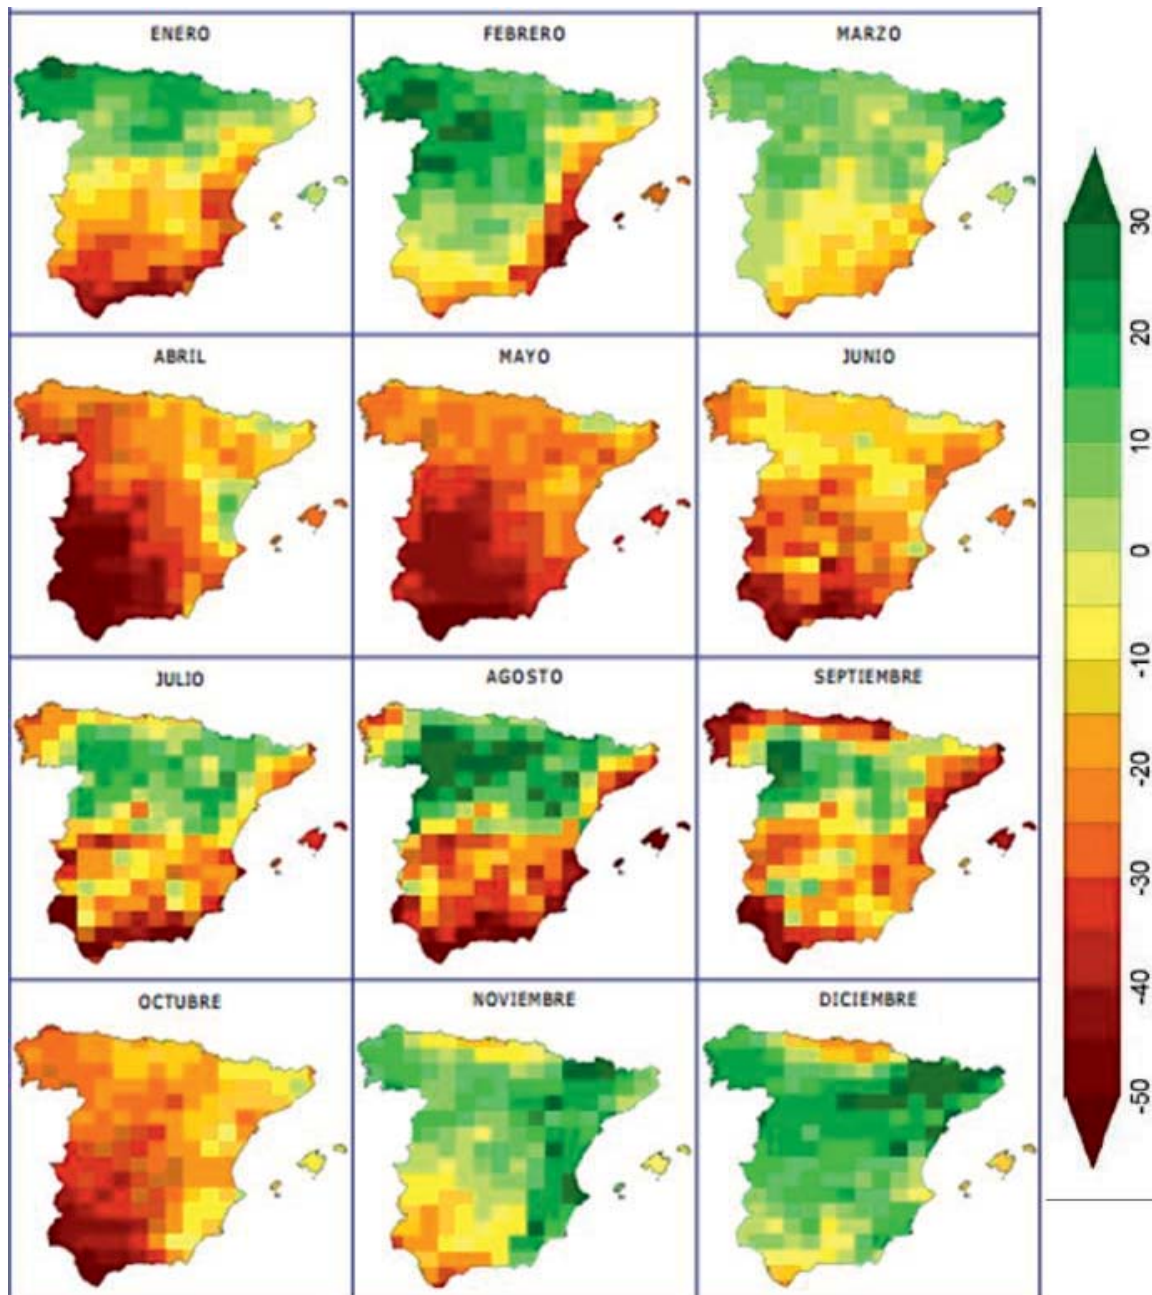 ENERO
FEBRERO
MARZO
ABRIL
MAYO
JUNIO
JULIO
AGOSTO
SEPTIEMBRE
OCTUBRE
NOVIEMBRE
DICIEMBRE
30
20
10
0
-10
-20
-30
-40
-50